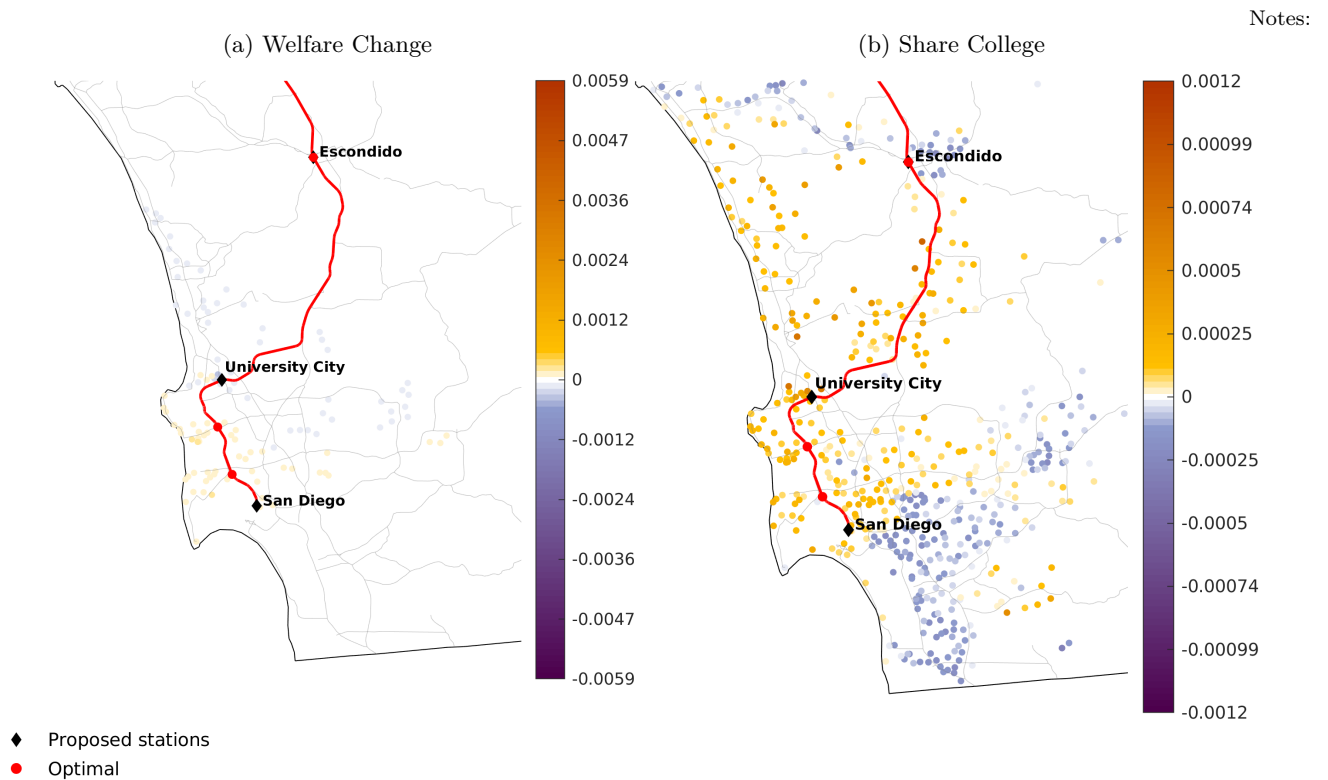 Notes:
(a) Welfare Change
(b) Share College
0.0059
0.0047
0.0036
0.0024
0.0012
0
-0.0012
-0.0024
-0.0036
-0.0047
-0.0059
Escondido
University City
San Diego
0.0012
0.00099
0.00074
0.0005
0.00025
0
-0.00025
-0.0005
-0.00074
-0.00099
-0.0012
Escondido
University City
San Diego
Proposed stations
Optimal